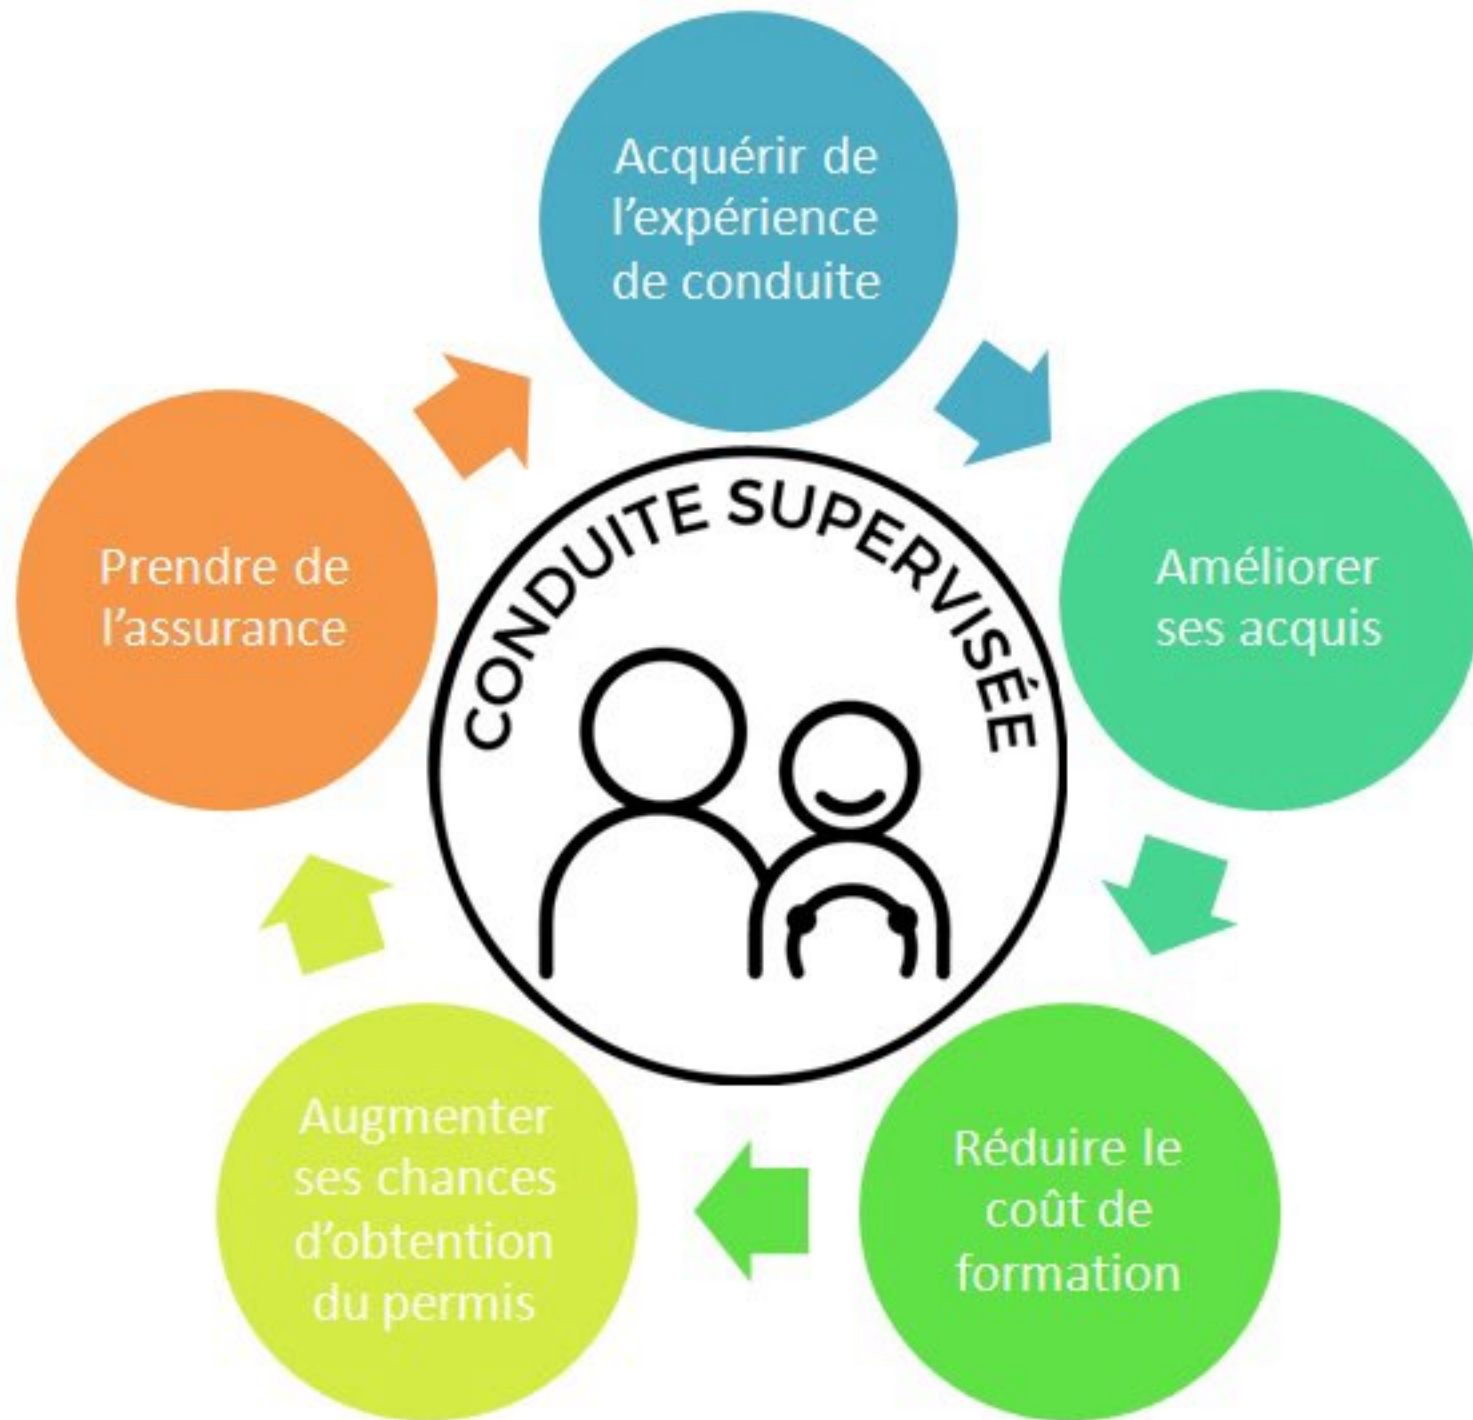 Acquérir de
l’expérience
de conduite
Améliorer
ses acquis
Réduire le
coût de
formation
Augmenter
ses chances
d’obtention
du permis
Prendre de
l’assurance
CONDUITE SUPERVISÉE